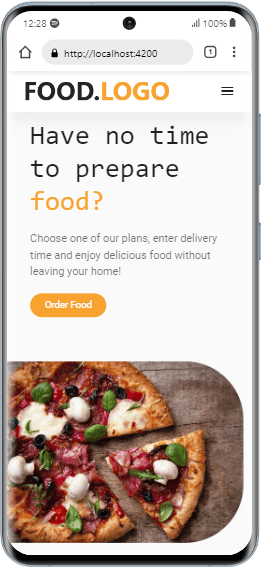 12:28 100%
http://localhost:4200 1
FOOD.LOGO
Have no time
to prepare
food?
Choose one of our plans, enter delivery
time and enjoy delicious food without
leaving your home!
Order Food